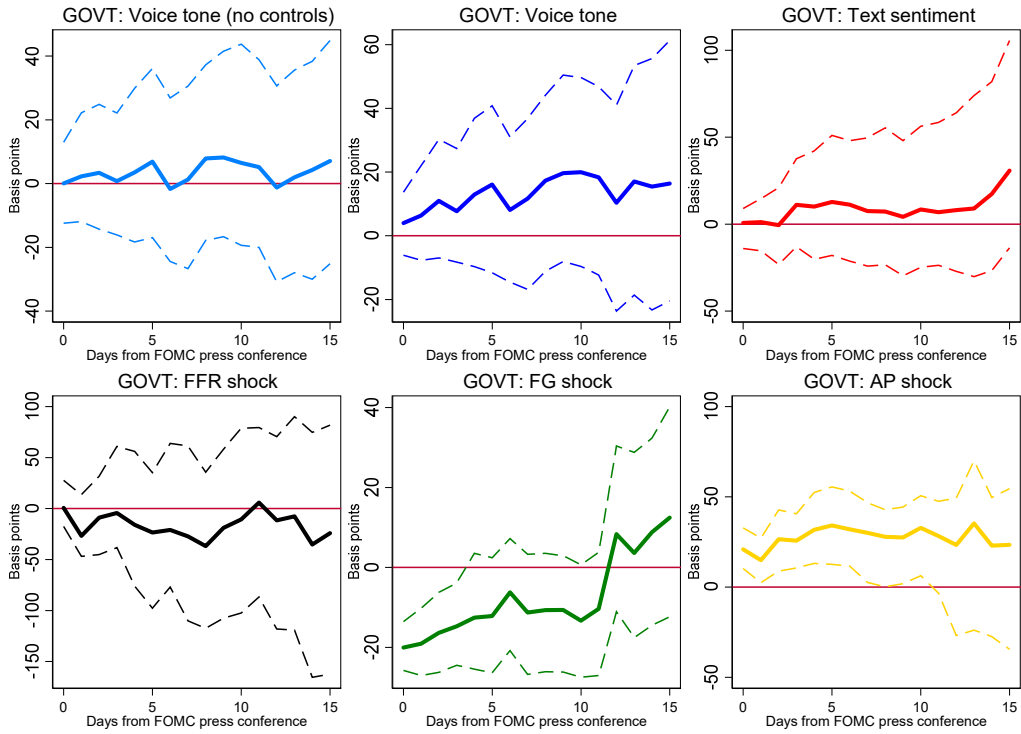 GOVT: Voice tone (no controls)
40
20
0
-20
-40
Basis points
0 5 10 15
Days from FOMC press conference
GOVT: Voice tone
60
40
20
0
-20
Basis points
0 5 10 15
Days from FOMC press conference
GOVT: Text sentiment
100
50
0
-50
Basis points
0 5 10 15
Days from FOMC press conference
GOVT: FFR shock
100
50
0
-50
-100
-150
Basis points
0 5 10 15
Days from FOMC press conference
GOVT: FG shock
40
20
0
-20
Basis points
0 5 10 15
Days from FOMC press conference
GOVT: AP shock
100
50
0
-50
Basis points
0 5 10 15
Days from FOMC press conference